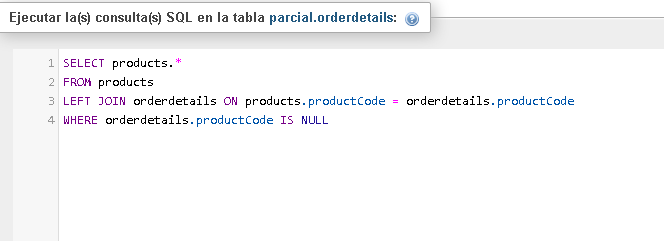 Ejecutar la(s) consulta(s) SQL en la tabla parcial.orderdetails:
1 SELECT products.*
2 FROM products
3 LEFT JOIN orderdetails ON products.productCode = orderdetails.productCode
4 WHERE orderdetails.productCode IS NULL